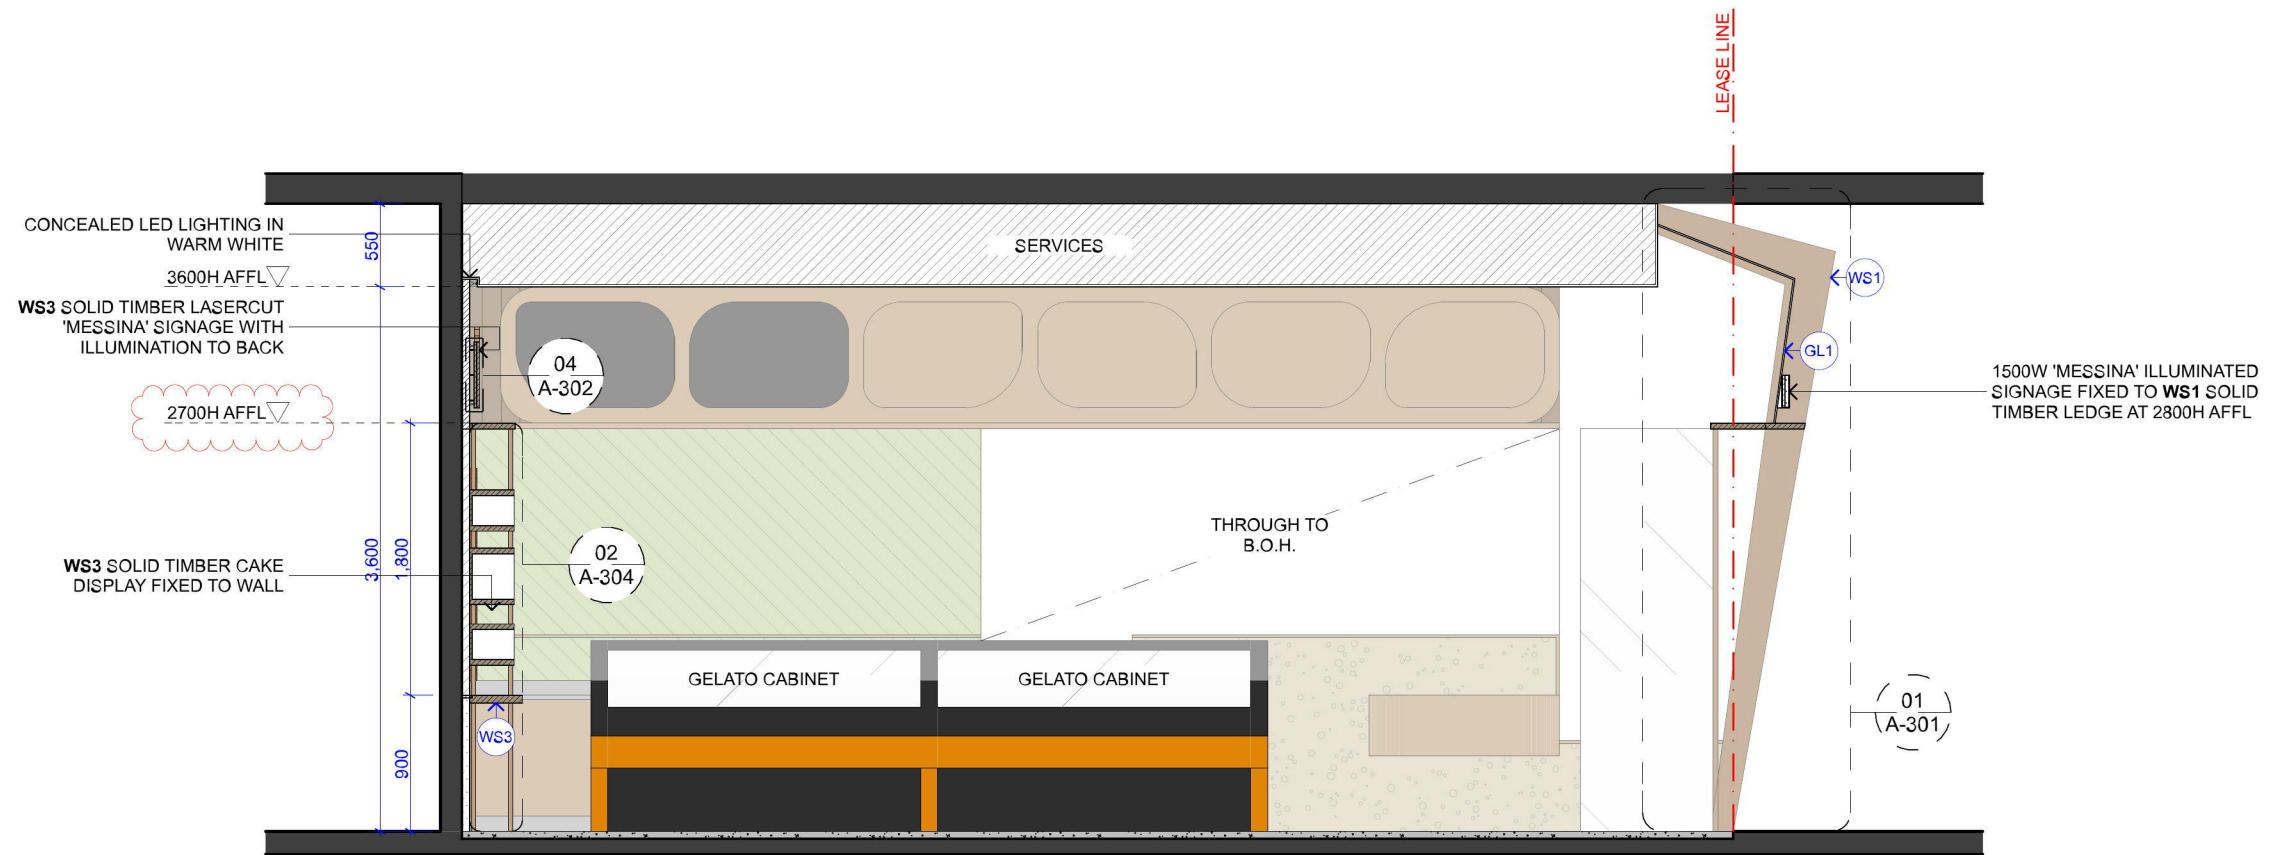 LEASE LINE
CONCEALED LED LIGHTING IN
WARM WHITE
550
SERVICES
3600H AFFL
WS1
WS3 SOLID TIMBER LASERCUT
'MESSINA' SIGNAGE WITH
ILLUMINATION TO BACK
04
A-302
GL1
1500W 'MESSINA' ILLUMINATED
SIGNAGE FIXED TO WS1 SOLID
TIMBER LEDGE AT 2800H AFFL
2700H AFFL
THROUGH TO
B.O.H.
3,600
1,800
02
A-304
WS3 SOLID TIMBER CAKE
DISPLAY FIXED TO WALL
GELATO CABINET
GELATO CABINET
01
A-301
WS3
900